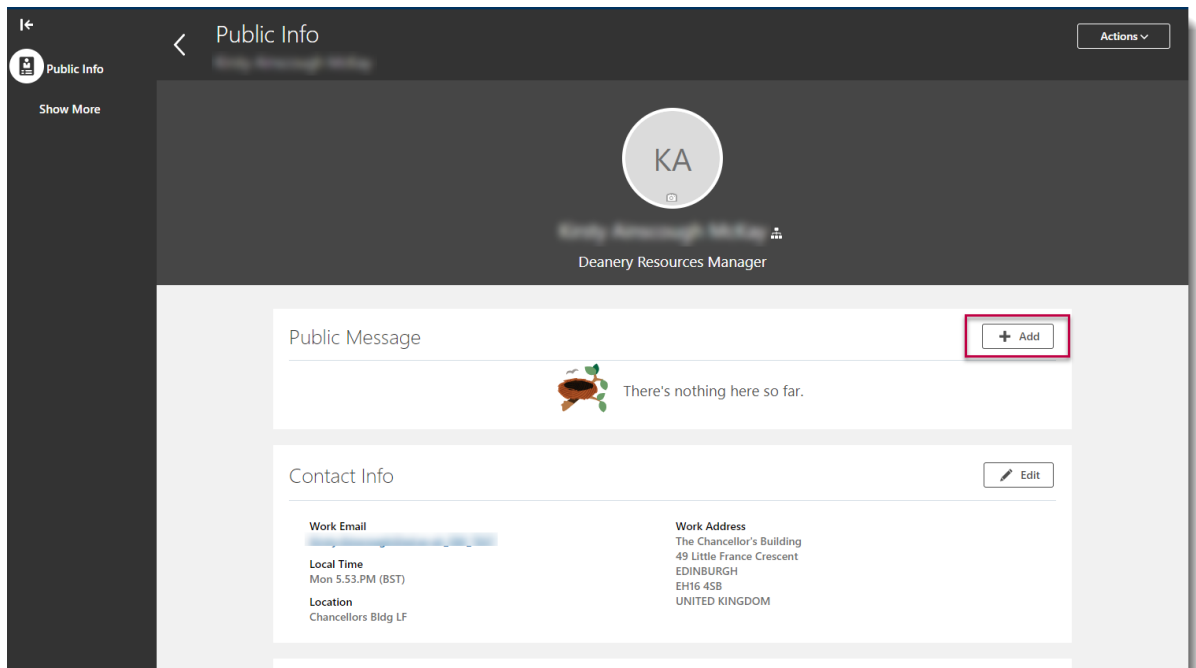 Public Info
Actions
Public Info
Show More
KA
Deanery Resources Manager
Public Message
Add
There's nothing here so far.
Contact Info
Edit
Work Email
Local Time
Mon 5.53.PM (BST)
Location
Chancellors Bldg LF
Work Address
The Chancellor's Building
49 Little France Crescent
EDINBURGH
EH16 4SB
UNITED KINGDOM